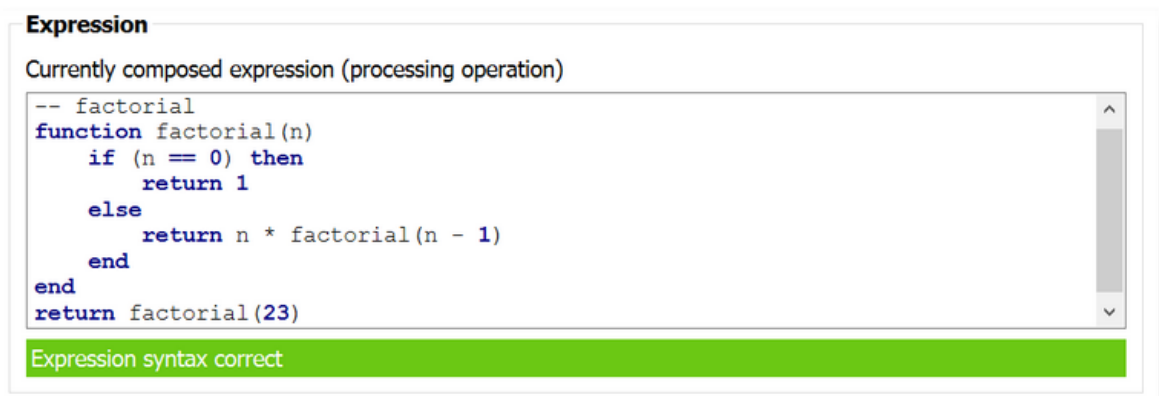 Expression
Currently composed expression (processing operation)
-- factorial
function factorial(n)
    if (n == 0) then
        return 1
    else
        return n * factorial(n - 1)
    end
end
return factorial(23)
Expression syntax correct